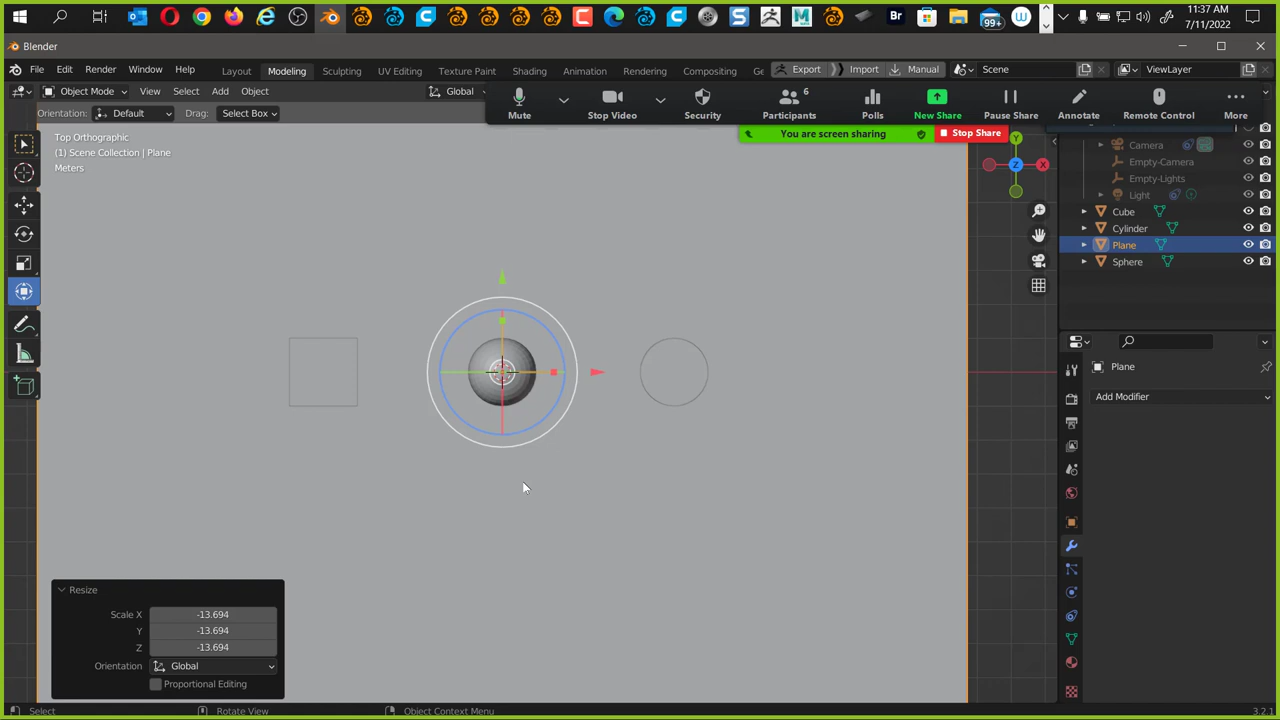 11:37 AM
7/11/2022
99+
Br
Blender
File Edit Render Window Help
Layout Modeling Sculpting UV Editing Texture Paint Shading Animation Rendering Compositing Ge
Export Import Manual
Scene
ViewLayer
Object Mode View Select Add Object
Global
Orientation: Default Drag: Select Box
Mute Stop Video Security Participants 6 Polls New Share Pause Share Annotate Remote Control More
You are screen sharing Stop Share
Top Orthographic
(1) Scene Collection | Plane
Meters
Y
Z
X
Camera
Empty-Camera
Empty-Lights
Light
Cube
Cylinder
Plane
Sphere
Plane
Add Modifier
Resize
Scale X -13.694
Y -13.694
Z -13.694
Orientation Global
Proportional Editing
Select Rotate View Object Context Menu 3.2.1